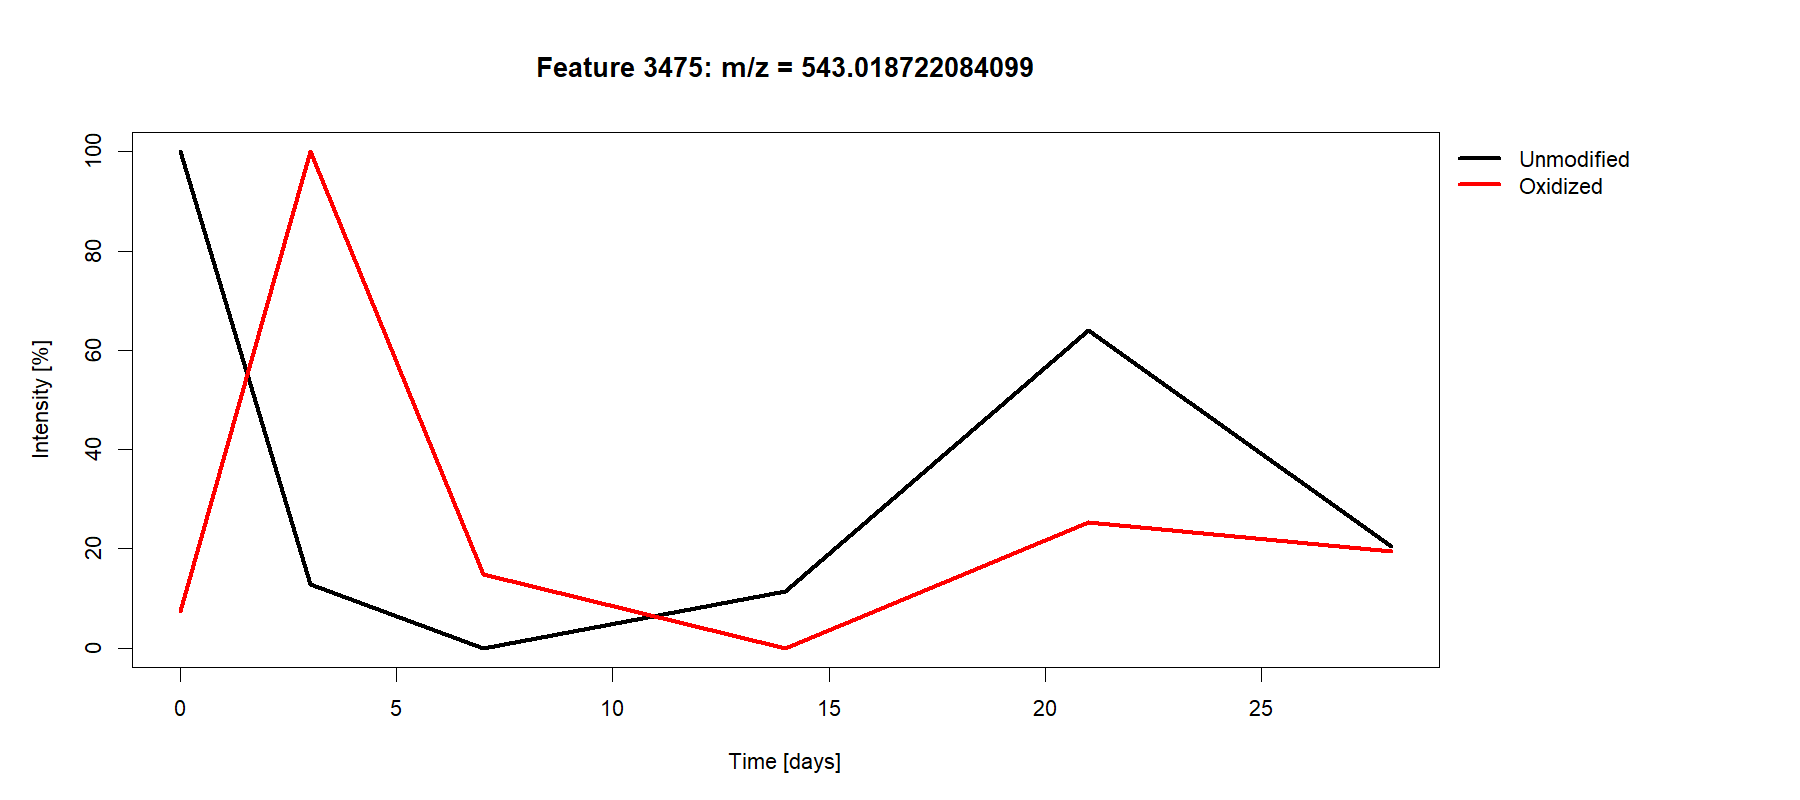 Feature 3475: m/z = 543.018722084099
Unmodified
Oxidized
Intensity [%]
100
80
60
40
20
0
0 5 10 15 20 25
Time [days]